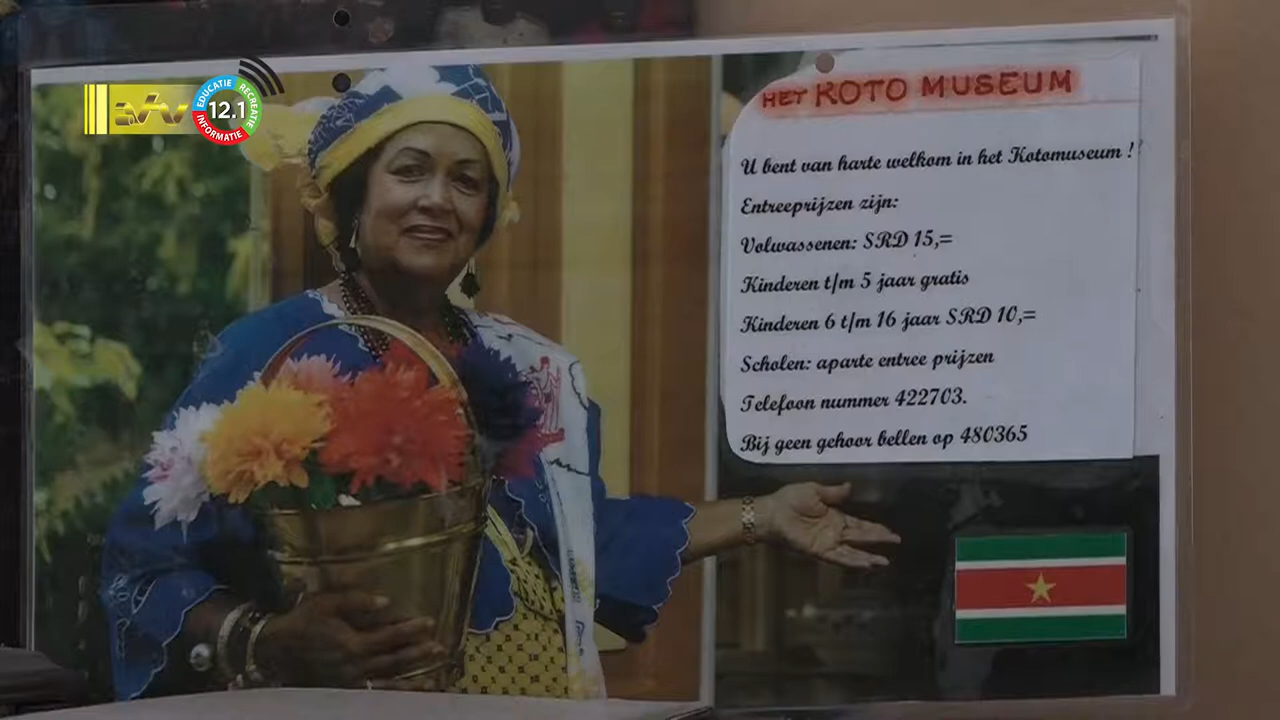 EDUCATIE
RECREATIE
INFORMATIE
12.1
HET KOTO MUSEUM
U bent van harte welkom in het Kotomuseum !
Entreeprijzen zijn:
Volwassenen: SRD 15,=
Kinderen t/m 5 jaar gratis
Kinderen 6 t/m 16 jaar SRD 10,=
Scholen: aparte entree prijzen
Telefoon nummer 422703.
Bij geen gehoor bellen op 480365